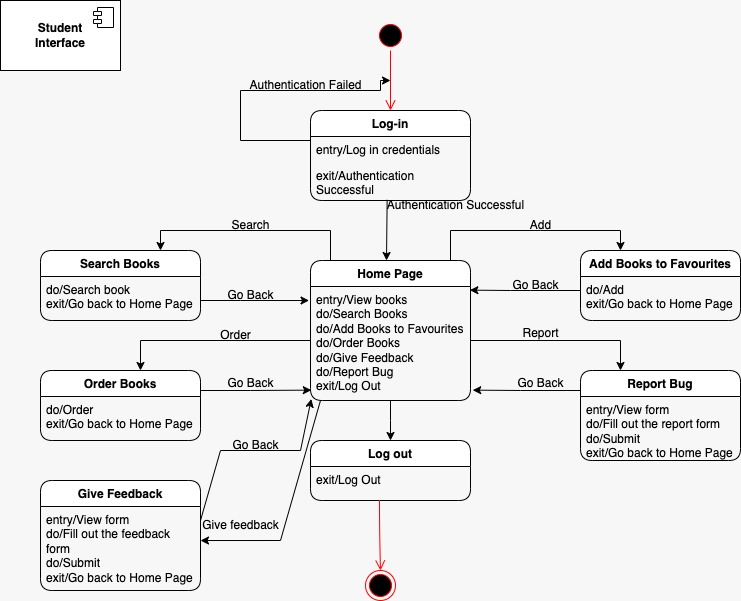 Student
Interface
Authentication Failed
Log-in
entry/Log in credentials
exit/Authentication
Successful
Authentication Successful
Search
Add
Search Books
do/Search book
exit/Go back to Home Page
Go Back
Home Page
entry/View books
do/Search Books
do/Add Books to Favourites
do/Order Books
do/Give Feedback
do/Report Bug
exit/Log Out
Go Back
Add Books to Favourites
do/Add
exit/Go back to Home Page
Order
Report
Order Books
do/Order
exit/Go back to Home Page
Go Back
Go Back
Report Bug
entry/View form
do/Fill out the report form
do/Submit
exit/Go back to Home Page
Go Back
Log out
exit/Log Out
Give Feedback
entry/View form
do/Fill out the feedback
form
do/Submit
exit/Go back to Home Page
Give feedback